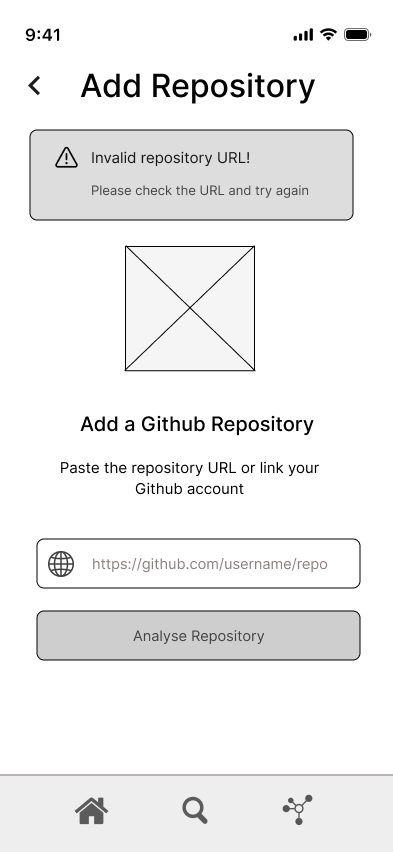 9:41
Add Repository
Invalid repository URL!
Please check the URL and try again
Add a Github Repository
Paste the repository URL or link your
Github account
https://github.com/username/repo
Analyse Repository